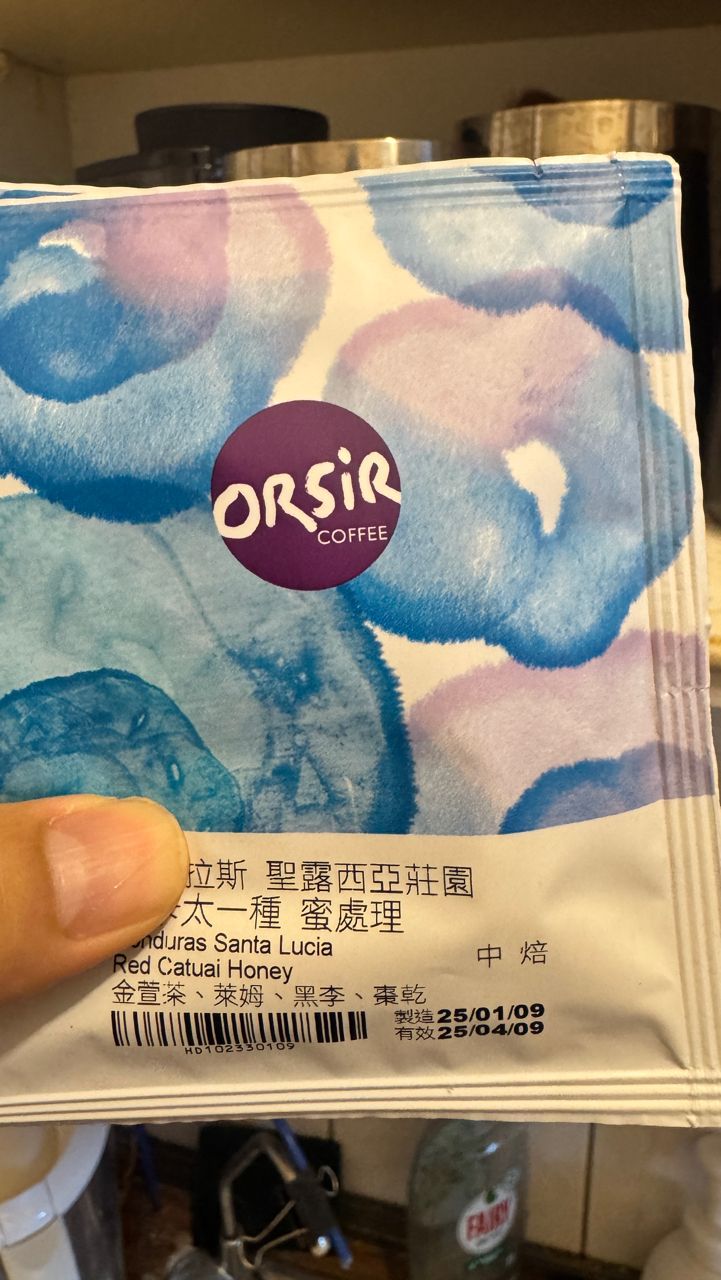 ORSiR
COFFEE
拉斯 聖露西亞莊園
太一種 蜜處理
nduras Santa Lucia
中 焙
Red Catuai Honey
金萱茶、萊姆、黑李、棗乾
製造 25/01/09
有效 25/04/09
HD102330109
FAIRY